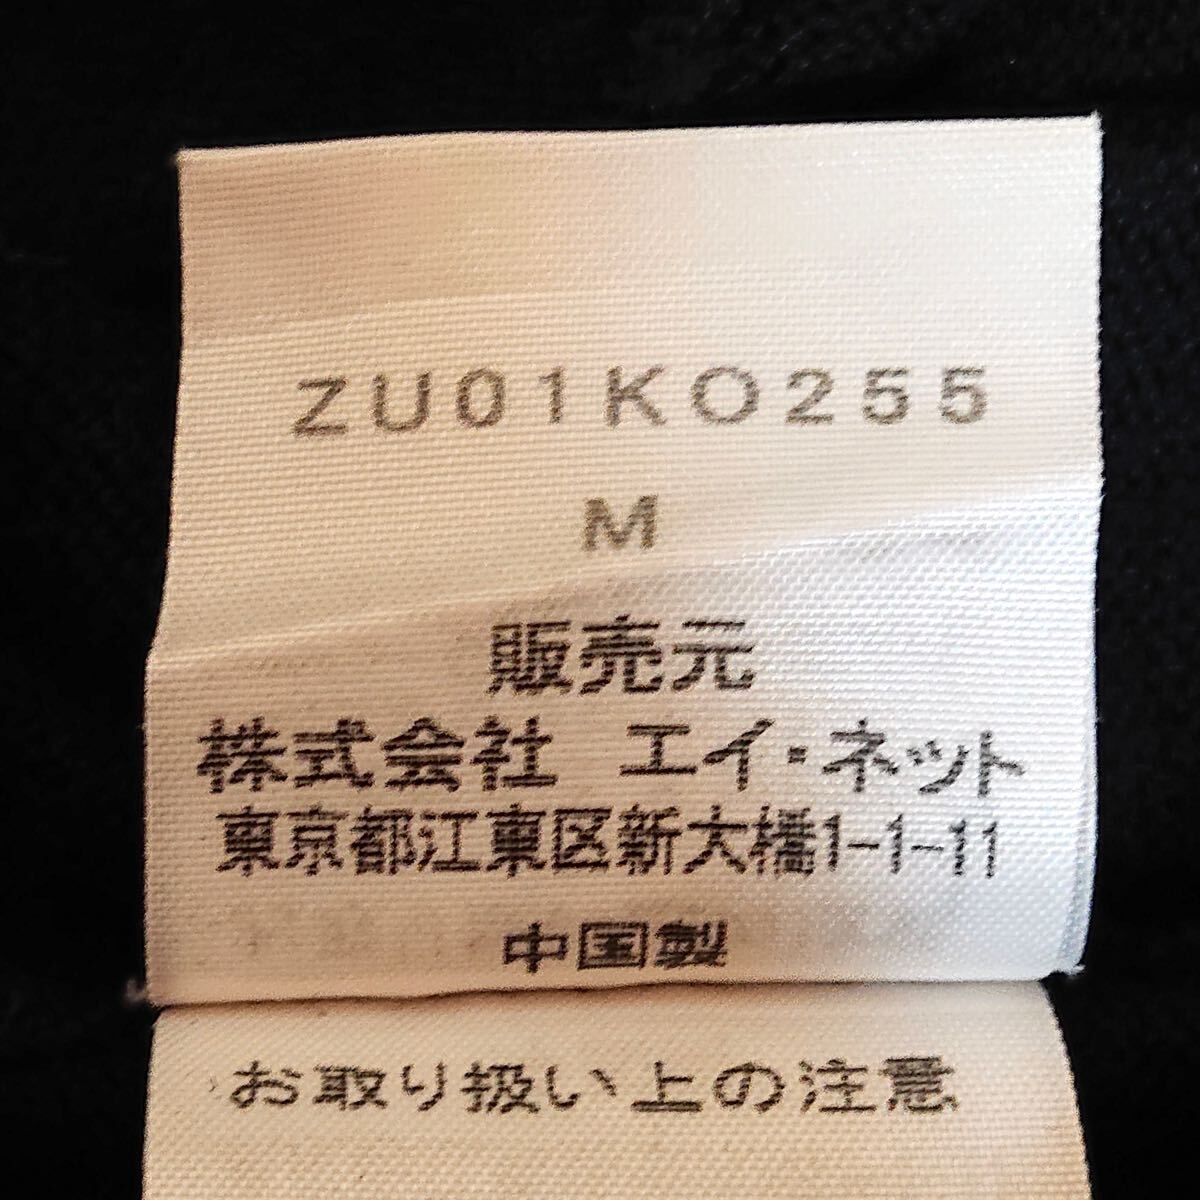 ZU01KO255
M
販売元
株式会社　エイ・ネット
東京都江東区新大橋1-1-11
中国製
お取り扱い上の注意